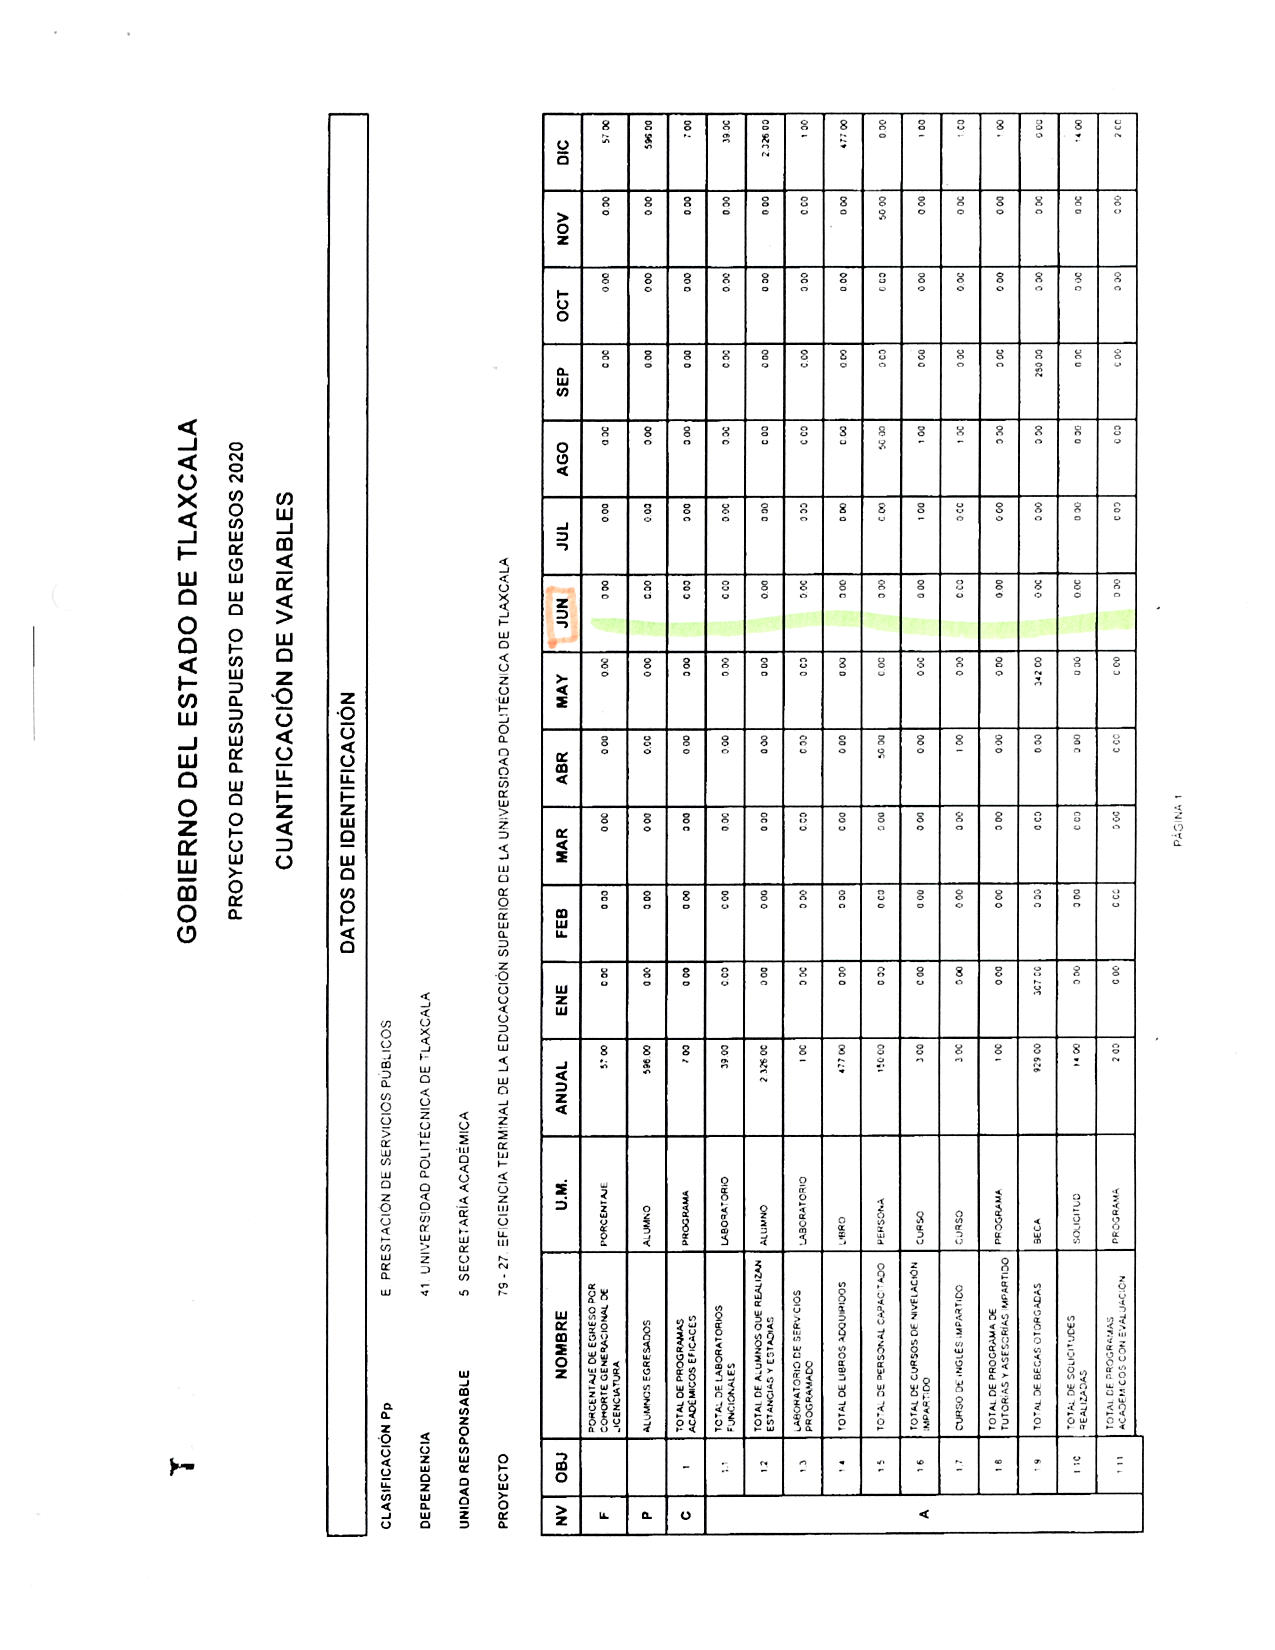 GOBIERNO DEL ESTADO DE TLAXCALA
PROYECTO DE PRESUPUESTO DE EGRESOS 2020
CUANTIFICACIÓN DE VARIABLES
DATOS DE IDENTIFICACIÓN
CLASIFICACIÓN Pp E PRESTACION DE SERVICIOS PÚBLICOS
DEPENDENCIA 41 UNIVERSIDAD POLITÉCNICA DE TLAXCALA
UNIDAD RESPONSABLE 5 SECRETARÍA ACADÉMICA
PROYECTO 79 - 27. EFICIENCIA TERMINAL DE LA EDUCACCIÓN SUPERIOR DE LA UNIVERSIDAD POLITÉCNICA DE TLAXCALA
NV OBJ NOMBRE U.M. ANUAL ENE FEB MAR ABR MAY JUN JUL AGO SEP OCT NOV DIC
F PORCENTAJE DE EGRESO POR COHORTE GENERACIONAL DE LICENCIATURA PORCENTAJE 57.00 0.00 0.00 0.00 0.00 0.00 0.00 0.00 0.00 0.00 0.00 0.00 57.00
P ALUMNOS EGRESADOS ALUMNO 596.00 0.00 0.00 0.00 0.00 0.00 0.00 0.00 0.00 0.00 0.00 0.00 596.00
C 1 TOTAL DE PROGRAMAS ACADÉMICOS EFICACES PROGRAMA 7.00 0.00 0.00 0.00 0.00 0.00 0.00 0.00 0.00 0.00 0.00 0.00 7.00
A
1.1 TOTAL DE LABORATORIOS FUNCIONALES LABORATORIO 39.00 0.00 0.00 0.00 0.00 0.00 0.00 0.00 0.00 0.00 0.00 0.00 39.00
1.2 TOTAL DE ALUMNOS QUE REALIZAN ESTANCIAS Y ESTADÍAS ALUMNO 2,326.00 0.00 0.00 0.00 0.00 0.00 0.00 0.00 0.00 0.00 0.00 0.00 2,326.00
1.3 LABORATORIO DE SERVICIOS PROGRAMADO LABORATORIO 1.00 0.00 0.00 0.00 0.00 0.00 0.00 0.00 0.00 0.00 0.00 0.00 1.00
1.4 TOTAL DE LIBROS ADQUIRIDOS LIBRO 477.00 0.00 0.00 0.00 0.00 0.00 0.00 0.00 0.00 0.00 0.00 0.00 477.00
1.5 TOTAL DE PERSONAL CAPACITADO PERSONA 150.00 0.00 0.00 0.00 50.00 0.00 0.00 0.00 50.00 0.00 0.00 50.00 0.00
1.6 TOTAL DE CURSOS DE NIVELACIÓN IMPARTIDO CURSO 3.00 0.00 0.00 0.00 0.00 0.00 0.00 1.00 1.00 0.00 0.00 0.00 1.00
1.7 CURSO DE INGLÉS IMPARTIDO CURSO 3.00 0.00 0.00 0.00 1.00 0.00 0.00 0.00 1.00 0.00 0.00 0.00 1.00
1.8 TOTAL DE PROGRAMA DE TUTORÍAS Y ASESORÍAS IMPARTIDO PROGRAMA 1.00 0.00 0.00 0.00 0.00 0.00 0.00 0.00 0.00 0.00 0.00 0.00 1.00
1.9 TOTAL DE BECAS OTORGADAS BECA 929.00 307.00 0.00 0.00 0.00 342.00 0.00 0.00 0.00 280.00 0.00 0.00 0.00
1.10 TOTAL DE SOLICITUDES REALIZADAS SOLICITUD 14.00 0.00 0.00 0.00 0.00 0.00 0.00 0.00 0.00 0.00 0.00 0.00 14.00
1.11 TOTAL DE PROGRAMAS ACADÉMICOS CON EVALUACIÓN PROGRAMA 2.00 0.00 0.00 0.00 0.00 0.00 0.00 0.00 0.00 0.00 0.00 0.00 2.00
PÁGINA 1